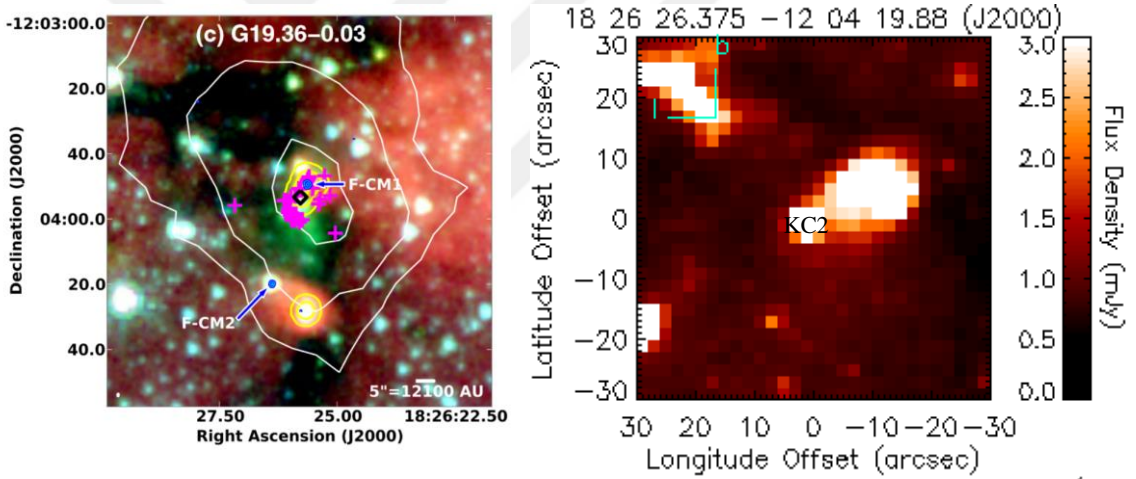 (c) G19.36−0.03
-12:03:00.0
20.0
40.0
04:00.0
20.0
40.0
Declination (J2000)
F-CM1
F-CM2
5"=12100 AU
27.50
25.00
18:26:22.50
Right Ascension (J2000)
18 26 26.375 −12 04 19.88 (J2000)
30
20
10
0
−10
−20
−30
Latitude Offset (arcsec)
b
KC2
30 20 10 0 −10 −20 −30
Longitude Offset (arcsec)
3.0
2.5
2.0
1.5
1.0
0.5
0.0
Flux Density (mJy)